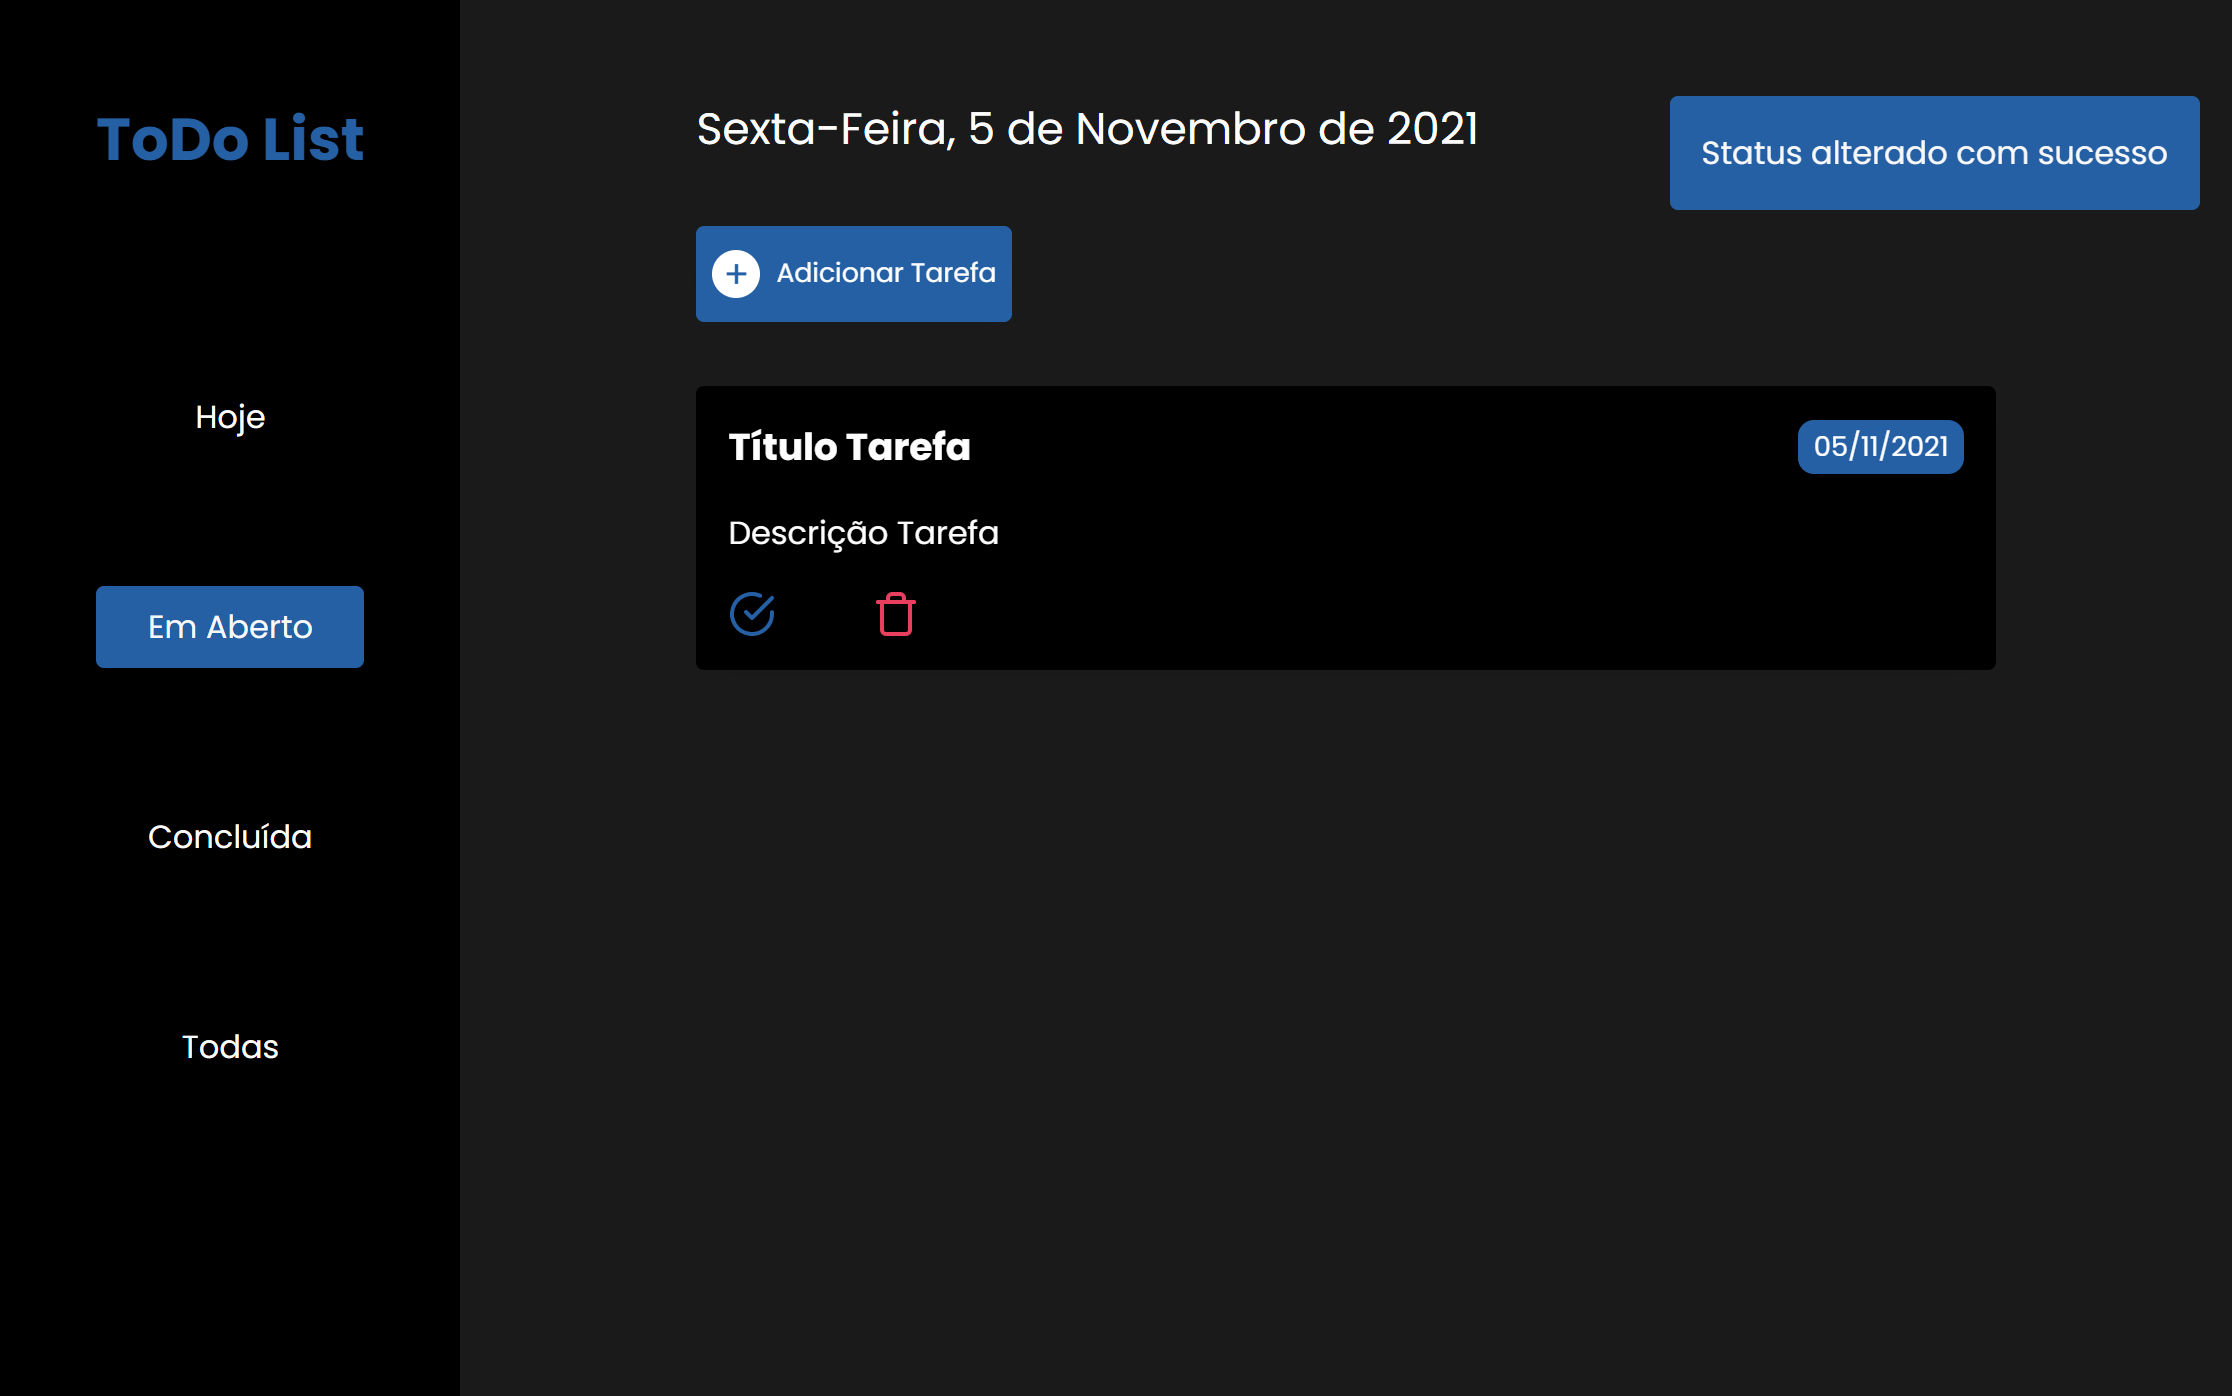 ToDo List
Hoje
Em Aberto
Concluída
Todas
Sexta-Feira, 5 de Novembro de 2021
Status alterado com sucesso
Adicionar Tarefa
Título Tarefa
05/11/2021
Descrição Tarefa